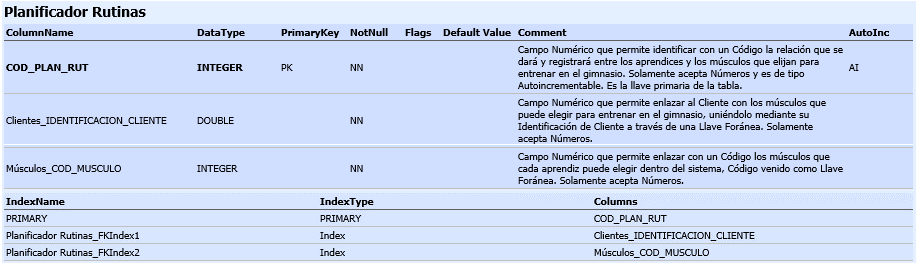 Planificador Rutinas
ColumnName DataType PrimaryKey NotNull Flags Default Value Comment AutoInc
COD_PLAN_RUT INTEGER PK NN Campo Numérico que permite identificar con un Código la relación que se AI
dará y registrará entre los aprendices y los músculos que elijan para
entrenar en el gimnasio. Solamente acepta Números y es de tipo
Autoincrementable. Es la llave primaria de la tabla.
Clientes_IDENTIFICACION_CLIENTE DOUBLE NN Campo Numérico que permite enlazar al Cliente con los músculos que
puede elegir para entrenar en el gimnasio, uniéndolo mediante su
Identificación de Cliente a través de una Llave Foránea. Solamente
acepta Números.
Músculos_COD_MUSCULO INTEGER NN Campo Numérico que permite enlazar con un Código los músculos que
cada aprendiz puede elegir dentro del sistema, Código venido como Llave
Foránea. Solamente acepta Números.
IndexName IndexType Columns
PRIMARY PRIMARY COD_PLAN_RUT
Planificador Rutinas_FKIndex1 Index Clientes_IDENTIFICACION_CLIENTE
Planificador Rutinas_FKIndex2 Index Músculos_COD_MUSCULO